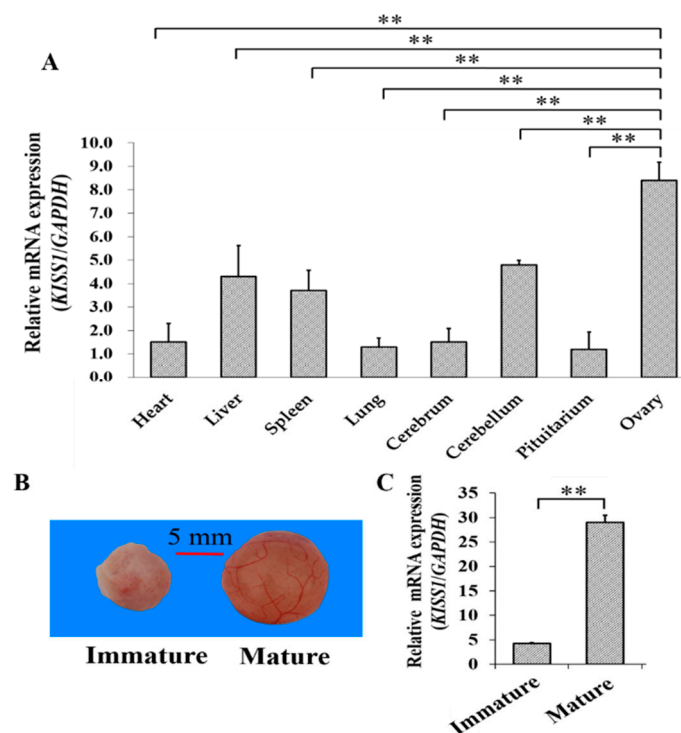 **
**
A
**
**
**
**
**
10.0
9.0
8.0
7.0
6.0
5.0
4.0
3.0
2.0
1.0
0.0
Relative mRNA expression
(KISS1/GAPDH)
Heart
Liver
Spleen
Lung
Cerebrum
Cerebellum
Pituitarium
Ovary
B
5 mm
Immature
Mature
C
**
35
30
25
20
15
10
5
0
Relative mRNA expression
(KISS1/GAPDH)
Immature
Mature